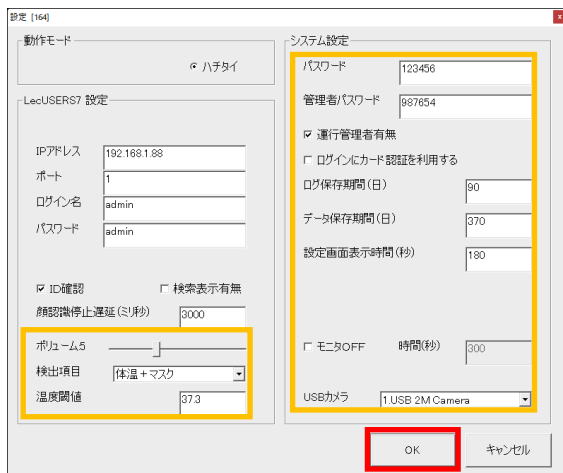 設定 [164]
動作モード
ハチタイ
LecUSERS7 設定
IPアドレス 192.168.1.88
ポート 1
ログイン名 admin
パスワード admin
ID確認 検索表示有無
顔認識停止遅延(ミリ秒) 3000
ボリューム5
検出項目 体温+マスク
温度閾値 37.3
システム設定
パスワード 123456
管理者パスワード 987654
運行管理者有無
ログインにカード認証を利用する
ログ保存期間(日) 90
データ保存期間(日) 370
設定画面表示時間(秒) 180
モニタOFF 時間(秒) 300
USBカメラ 1.USB 2M Camera
OK キャンセル